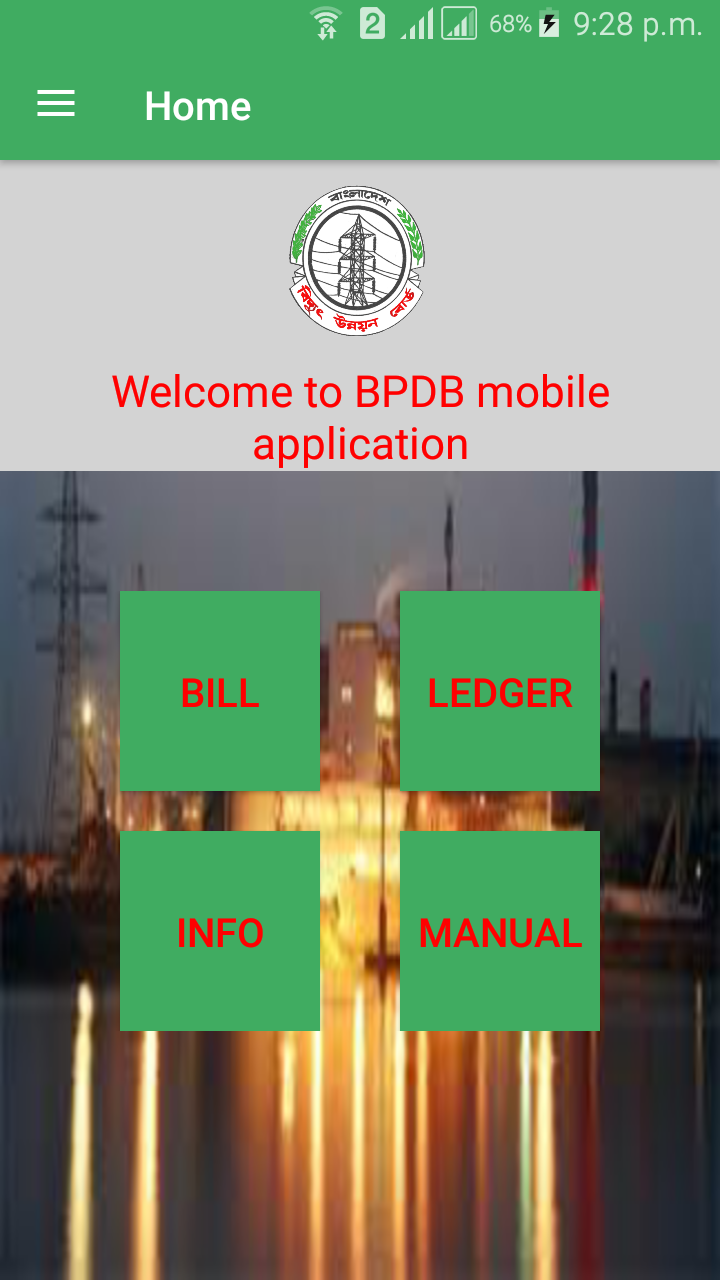 2 68% 9:28 p.m.
Home
বাংলাদেশ
বিদ্যুৎ উন্নয়ন বোর্ড
Welcome to BPDB mobile
application
BILL LEDGER
INFO MANUAL